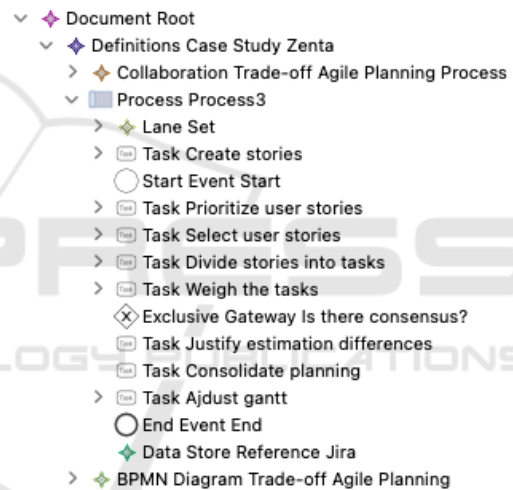 Document Root
Definitions Case Study Zenta
Collaboration Trade-off Agile Planning Process
Process Process3
Lane Set
Task Create stories
Start Event Start
Task Prioritize user stories
Task Select user stories
Task Divide stories into tasks
Task Weigh the tasks
Exclusive Gateway Is there consensus?
Task Justify estimation differences
Task Consolidate planning
Task Ajdust gantt
End Event End
Data Store Reference Jira
BPMN Diagram Trade-off Agile Planning